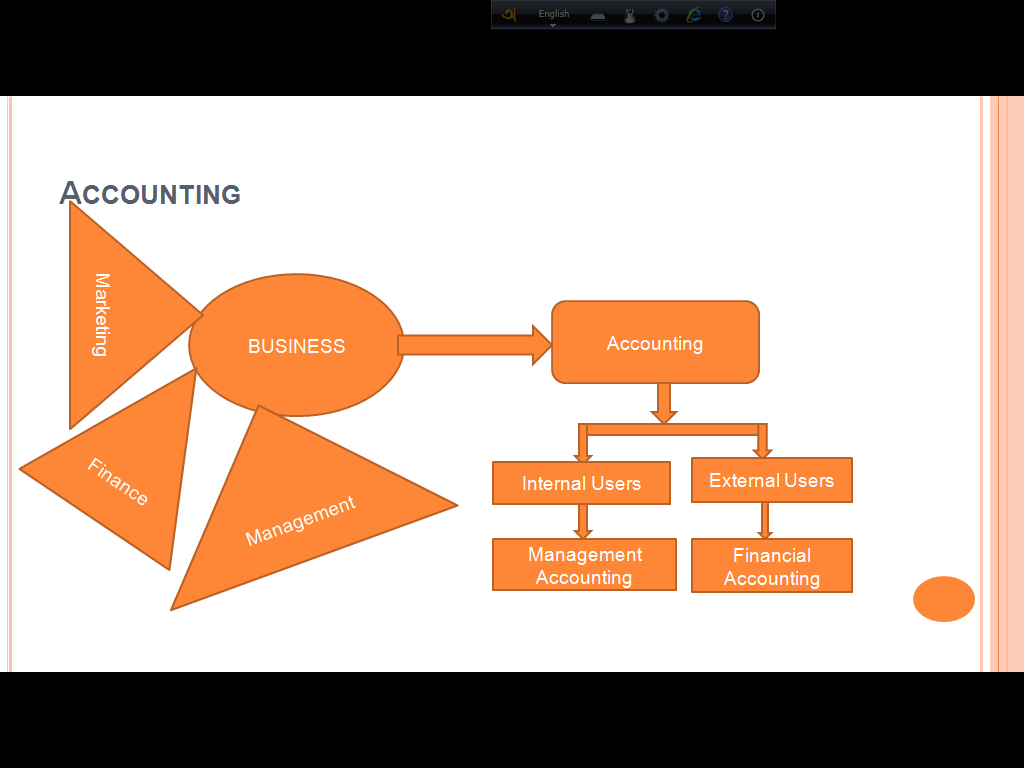 English
ACCOUNTING
Marketing
BUSINESS
Accounting
Finance
Management
Internal Users
External Users
Management
Accounting
Financial
Accounting